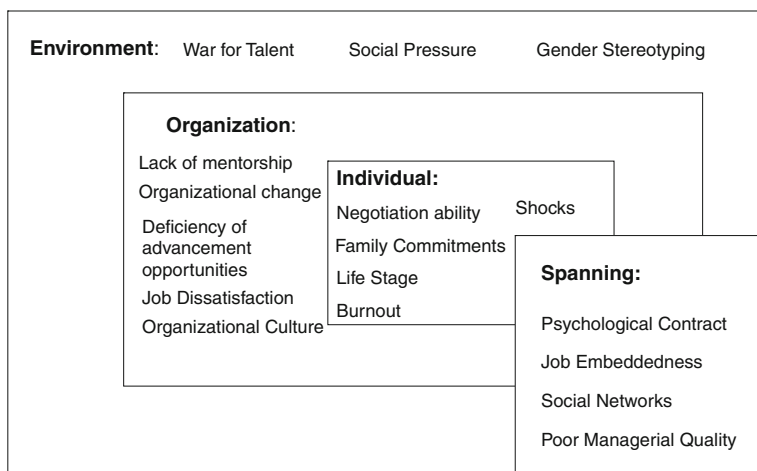 Environment: War for Talent Social Pressure Gender Stereotyping
Organization:
Lack of mentorship
Organizational change
Deficiency of
advancement
opportunities
Job Dissatisfaction
Organizational Culture
Individual:
Negotiation ability
Shocks
Family Commitments
Life Stage
Burnout
Spanning:
Psychological Contract
Job Embeddedness
Social Networks
Poor Managerial Quality